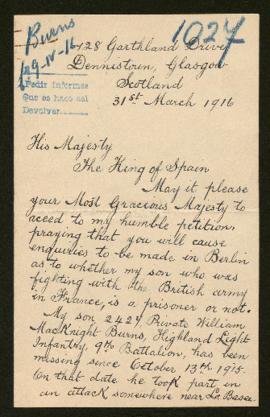 Burns
29-IV-16
1027
Pedir informes
Que se hace así
Devolver
128 Garthland Drive
Dennistoun, Glasgow
Scotland
31st March 1916
His Majesty
The King of Spain
May it please
your Most Gracious Majesty to
aceed to my humble petition,
praying that you will cause
enquiries to be made in Berlin
as to whether my son who was
fighting with the British army
in France, is a prisoner or not.
My son 2427, Private William
MacKnight Burns, Highland Light
Infantry, 9th Battalion, has been
missing since October 13th 1915.
On that date he took part in
an attack somewhere near La Basee